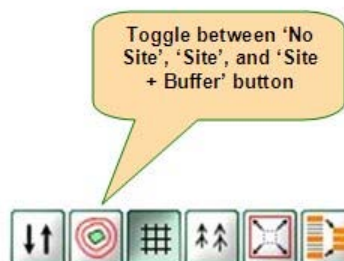 Toggle between ‘No
Site’, ‘Site’, and ‘Site
+ Buffer’ button